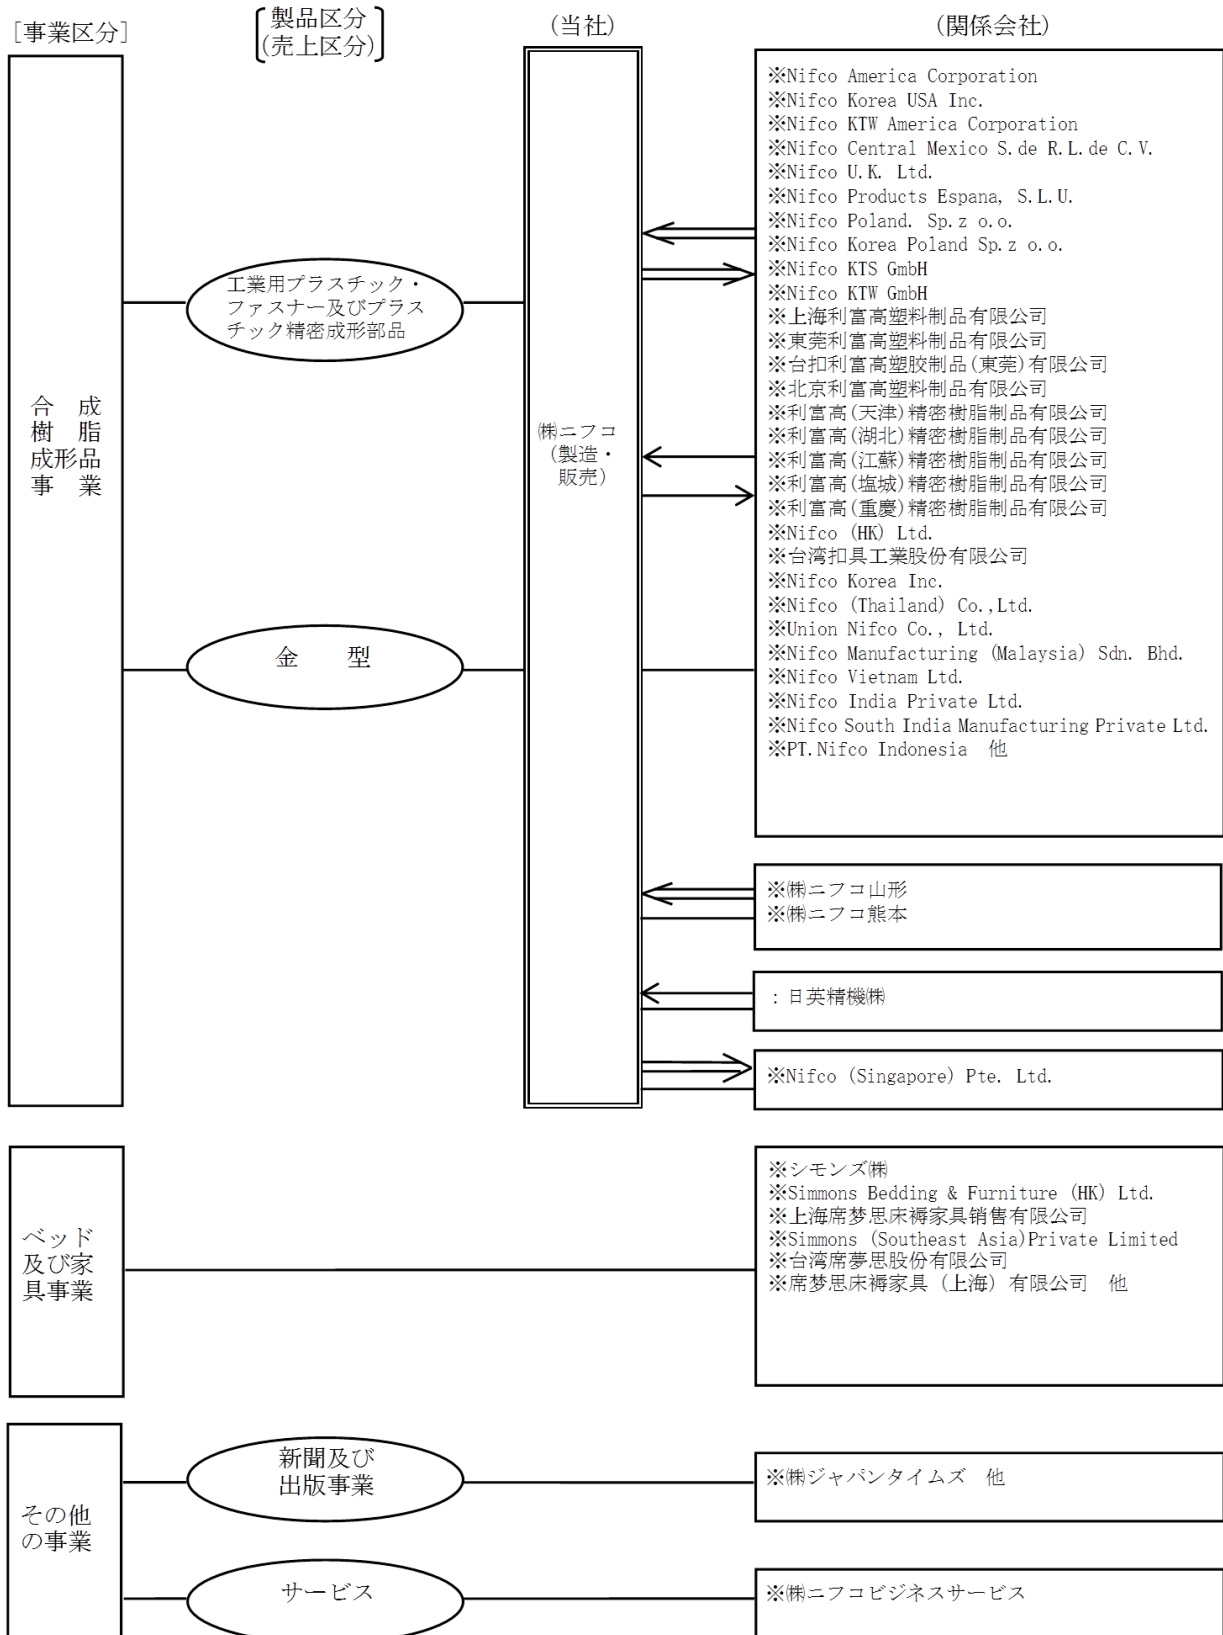 [事業区分]
製品区分
(売上区分)
(当社)
(関係会社)
合成
樹脂
成形品
事業
工業用プラスチック・
ファスナー及びプラス
チック精密成形部品
金型
㈱ニフコ
(製造・
販売)
※Nifco America Corporation
※Nifco Korea USA Inc.
※Nifco KTW America Corporation
※Nifco Central Mexico S.de R.L.de C.V.
※Nifco U.K. Ltd.
※Nifco Products Espana, S.L.U.
※Nifco Poland. Sp.z o.o.
※Nifco Korea Poland Sp.z o.o.
※Nifco KTS GmbH
※Nifco KTW GmbH
※上海利富高塑料制品有限公司
※東莞利富高塑料制品有限公司
※台扣利富高塑胶制品(東莞)有限公司
※北京利富高塑料制品有限公司
※利富高(天津)精密樹脂制品有限公司
※利富高(湖北)精密樹脂制品有限公司
※利富高(江蘇)精密樹脂制品有限公司
※利富高(塩城)精密樹脂制品有限公司
※利富高(重慶)精密樹脂制品有限公司
※Nifco (HK) Ltd.
※台湾扣具工業股份有限公司
※Nifco Korea Inc.
※Nifco (Thailand) Co.,Ltd.
※Union Nifco Co., Ltd.
※Nifco Manufacturing (Malaysia) Sdn. Bhd.
※Nifco Vietnam Ltd.
※Nifco India Private Ltd.
※Nifco South India Manufacturing Private Ltd.
※PT.Nifco Indonesia 他
※㈱ニフコ山形
※㈱ニフコ熊本
：日英精機㈱
※Nifco (Singapore) Pte. Ltd.
ベッド
及び家
具事業
※シモンズ㈱
※Simmons Bedding & Furniture (HK) Ltd.
※上海席梦思床褥家具销售有限公司
※Simmons (Southeast Asia)Private Limited
※台湾席夢思股份有限公司
※席梦思床褥家具（上海）有限公司 他
その他
の事業
新聞及び
出版事業
※㈱ジャパンタイムズ 他
サービス
※㈱ニフコビジネスサービス